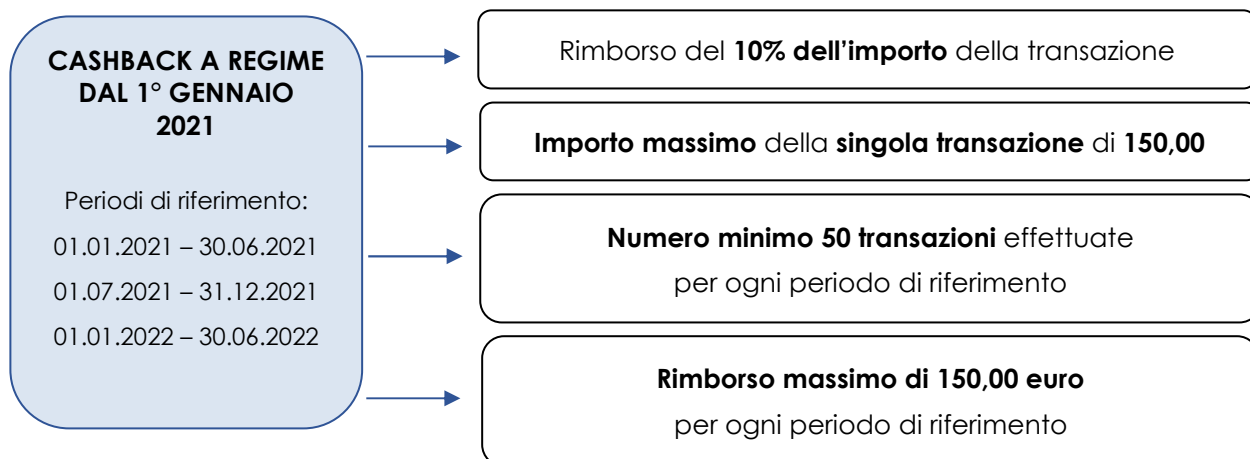 CASHBACK A REGIME
DAL 1° GENNAIO
2021
Periodi di riferimento:
01.01.2021 – 30.06.2021
01.07.2021 – 31.12.2021
01.01.2022 – 30.06.2022
Rimborso del 10% dell’importo della transazione
Importo massimo della singola transazione di 150,00
Numero minimo 50 transazioni effettuate
per ogni periodo di riferimento
Rimborso massimo di 150,00 euro
per ogni periodo di riferimento